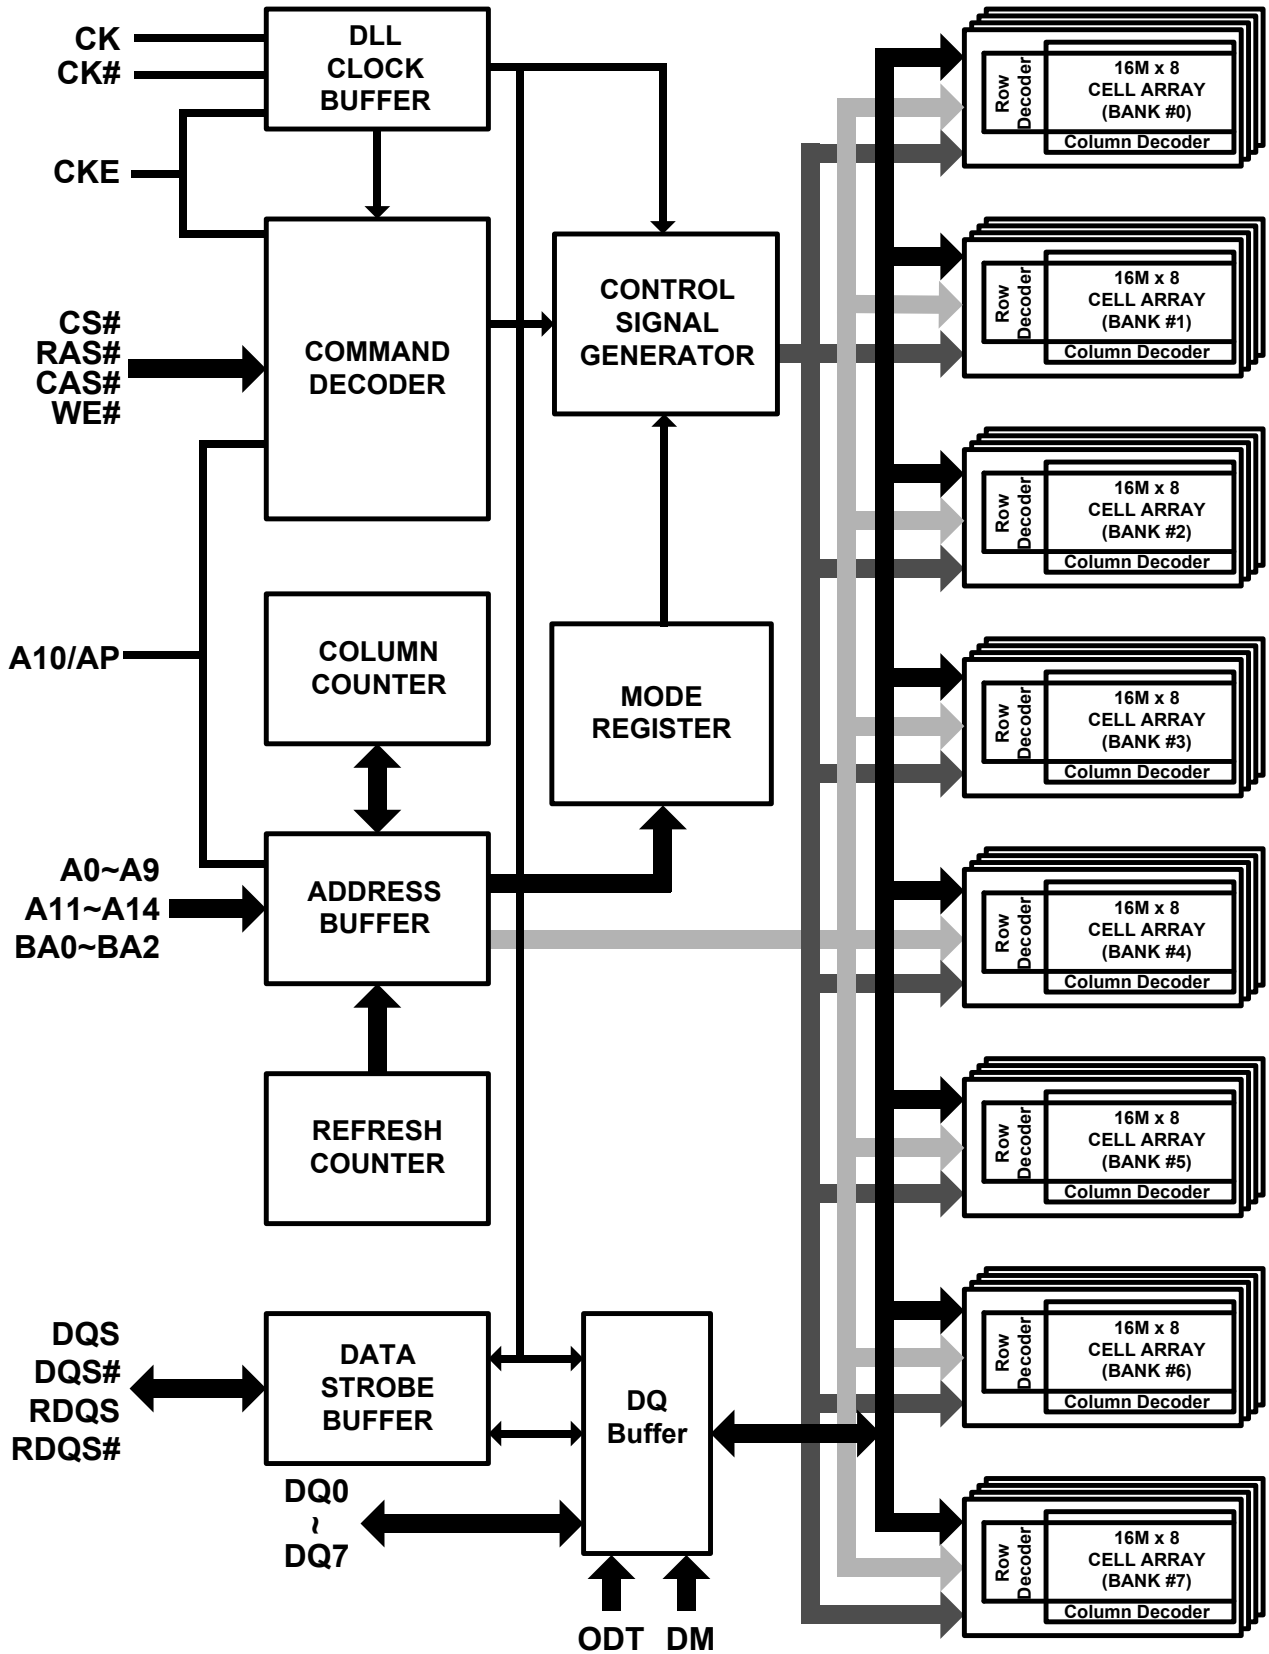 CK
CK#
CKE
CS#
RAS#
CAS#
WE#
A10/AP
A0~A9
A11~A14
BA0~BA2
DQS
DQS#
RDQS
RDQS#
DLL
CLOCK
BUFFER
COMMAND
DECODER
COLUMN
COUNTER
ADDRESS
BUFFER
REFRESH
COUNTER
DATA
STROBE
BUFFER
DQ0
~
DQ7
CONTROL
SIGNAL
GENERATOR
MODE
REGISTER
DQ
Buffer
ODT DM
Row
Decoder
16M x 8
CELL ARRAY
(BANK #0)
Column Decoder
Row
Decoder
16M x 8
CELL ARRAY
(BANK #1)
Column Decoder
Row
Decoder
16M x 8
CELL ARRAY
(BANK #2)
Column Decoder
Row
Decoder
16M x 8
CELL ARRAY
(BANK #3)
Column Decoder
Row
Decoder
16M x 8
CELL ARRAY
(BANK #4)
Column Decoder
Row
Decoder
16M x 8
CELL ARRAY
(BANK #5)
Column Decoder
Row
Decoder
16M x 8
CELL ARRAY
(BANK #6)
Column Decoder
Row
Decoder
16M x 8
CELL ARRAY
(BANK #7)
Column Decoder